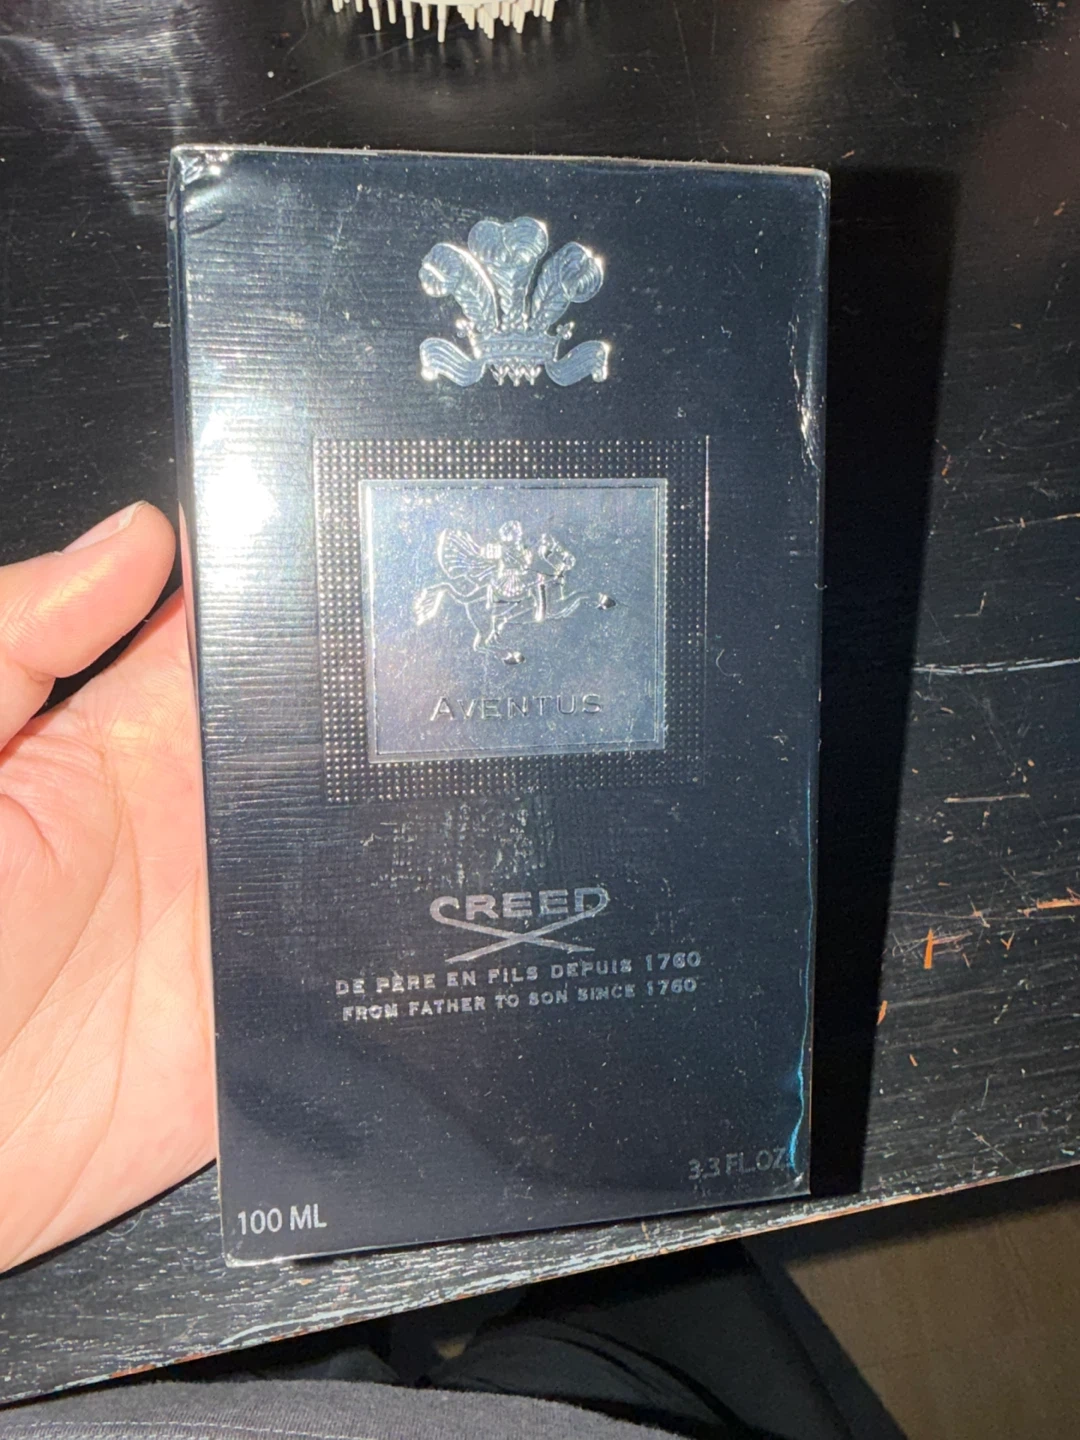 AVENTUS
CREED
DE PÈRE EN FILS DEPUIS 1760
FROM FATHER TO SON SINCE 1760
3.3 FL.OZ.
100 ML